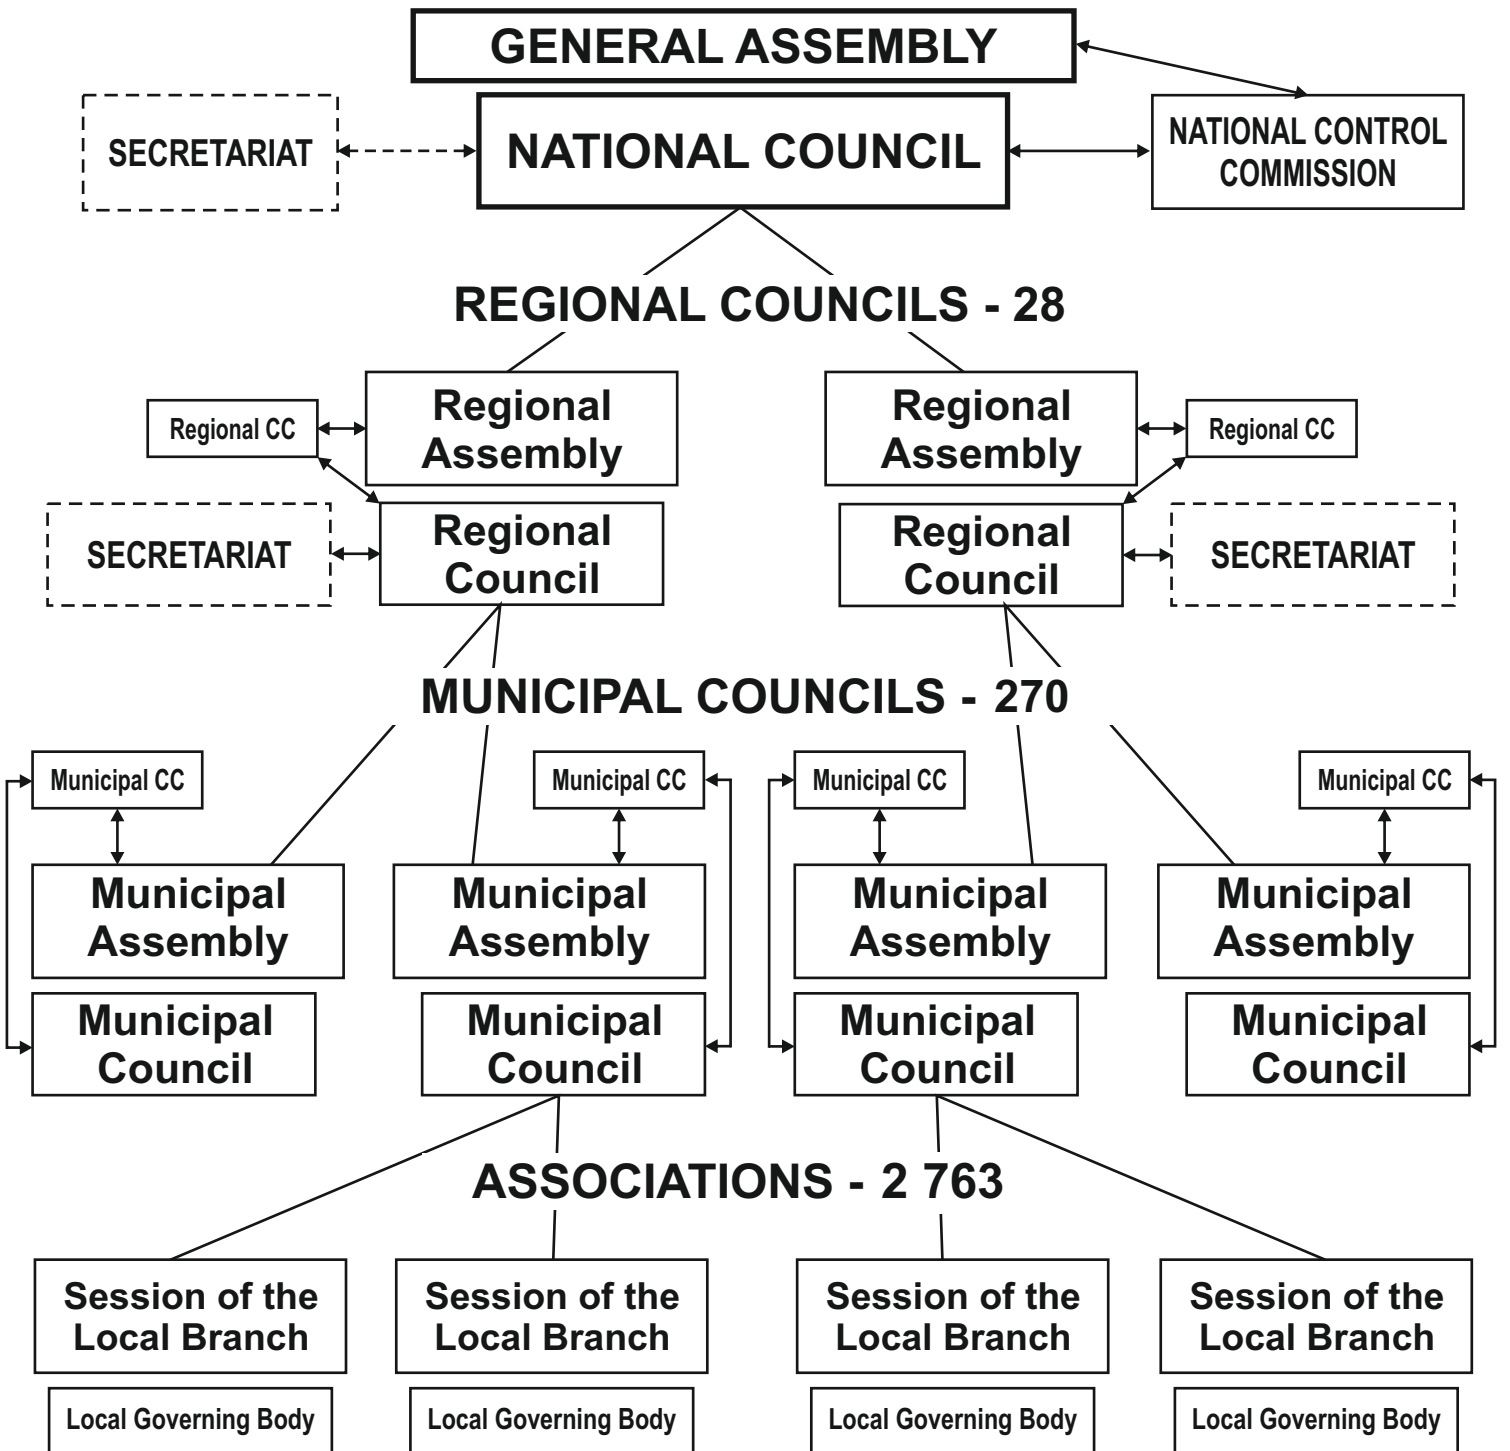 GENERAL ASSEMBLY
SECRETARIAT
NATIONAL COUNCIL
NATIONAL CONTROL
COMMISSION
REGIONAL COUNCILS - 28
Regional CC
Regional
Assembly
Regional
Assembly
Regional CC
SECRETARIAT
Regional
Council
Regional
Council
SECRETARIAT
MUNICIPAL COUNCILS - 270
Municipal CC
Municipal CC
Municipal CC
Municipal CC
Municipal
Assembly
Municipal
Assembly
Municipal
Assembly
Municipal
Assembly
Municipal
Council
Municipal
Council
Municipal
Council
Municipal
Council
ASSOCIATIONS - 2 763
Session of the
Local Branch
Session of the
Local Branch
Session of the
Local Branch
Session of the
Local Branch
Local Governing Body
Local Governing Body
Local Governing Body
Local Governing Body